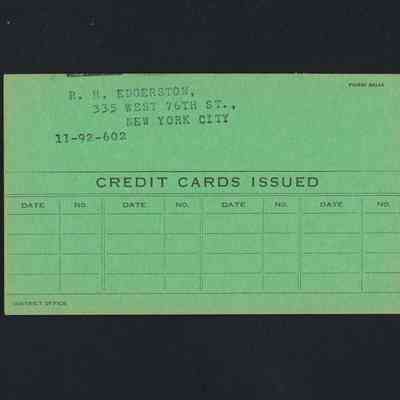 R. H. EDGERSTON,
335 WEST 76TH ST.,
NEW YORK CITY
11-92-602
CREDIT CARDS ISSUED
DATE NO. DATE NO. DATE NO. DATE NO.
DISTRICT OFFICE